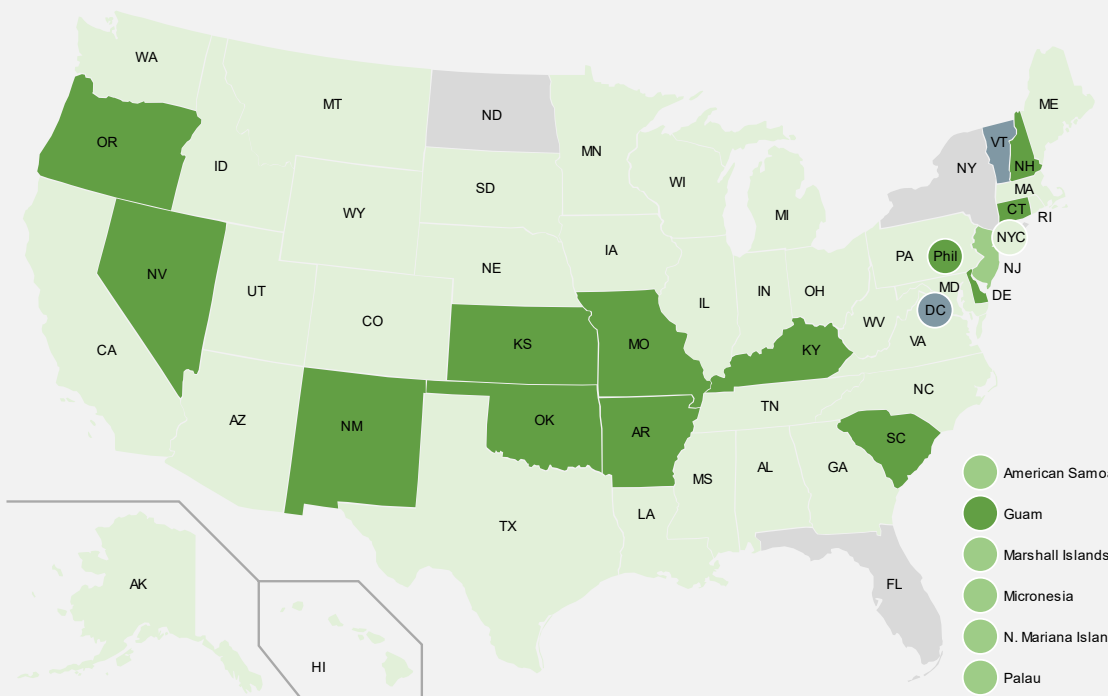 WA
MT
ND
ME
OR
ID
MN
VT
NH
NY
SD
WI
MA
WY
MI
CT
RI
NYC
IA
PA
Phil
NE
NJ
NV
UT
IL
IN
OH
MD
DE
DC
CO
WV
VA
CA
KS
MO
KY
NC
AZ
NM
OK
AR
TN
SC
MS
AL
GA
TX
LA
American Samoa
Guam
Marshall Islands
AK
FL
Micronesia
N. Mariana Islan
HI
Palau